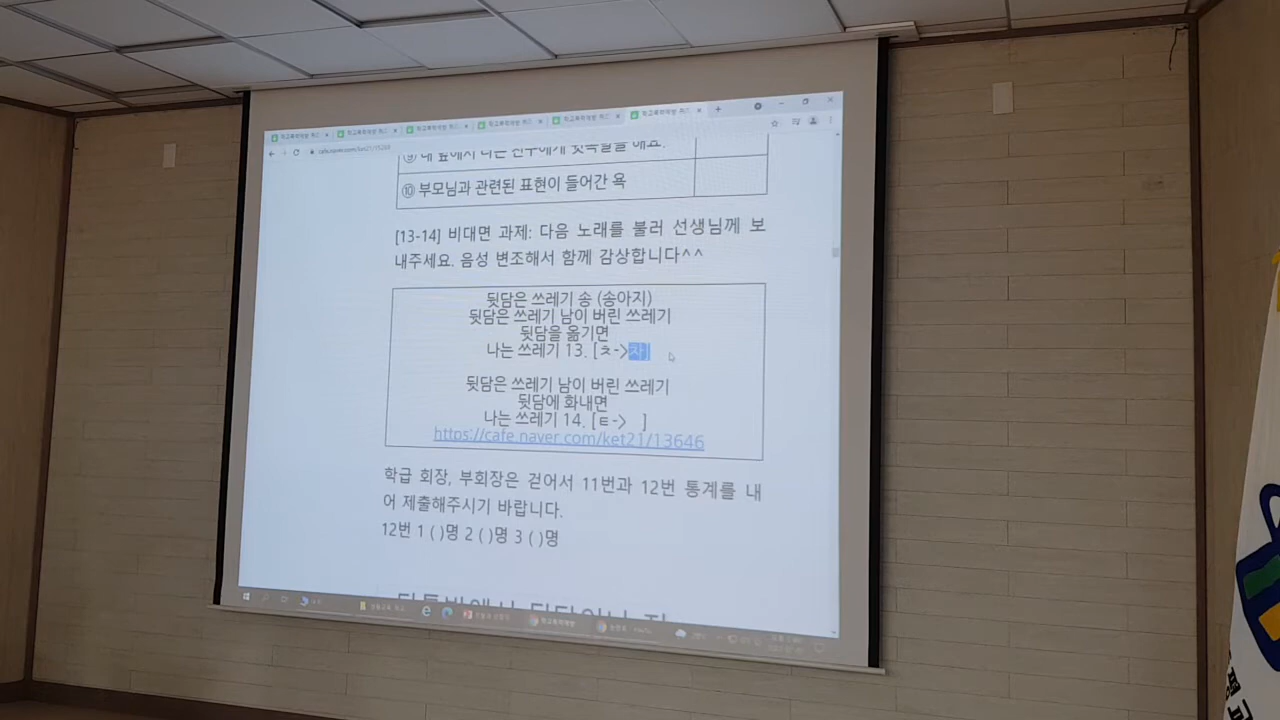 cafe.naver.com/ket21/
⑩ 부모님과 관련된 표현이 들어간 욕
[13-14] 비대면 과제: 다음 노래를 불러 선생님께 보
내주세요. 음성 변조해서 함께 감상합니다^^
뒷담은 쓰레기 송 (송아지)
뒷담은 쓰레기 남이 버린 쓰레기
뒷담을 옮기면
나는 쓰레기 13. [ㅊ->차]
뒷담은 쓰레기 남이 버린 쓰레기
뒷담에 화내면
나는 쓰레기 14. [ㅌ-> ]
https://cafe.naver.com/ket21/13646
학급 회장, 부회장은 걷어서 11번과 12번 통계를 내
어 제출해주시기 바랍니다.
12번 1 ( )명 2 ( )명 3 ( )명